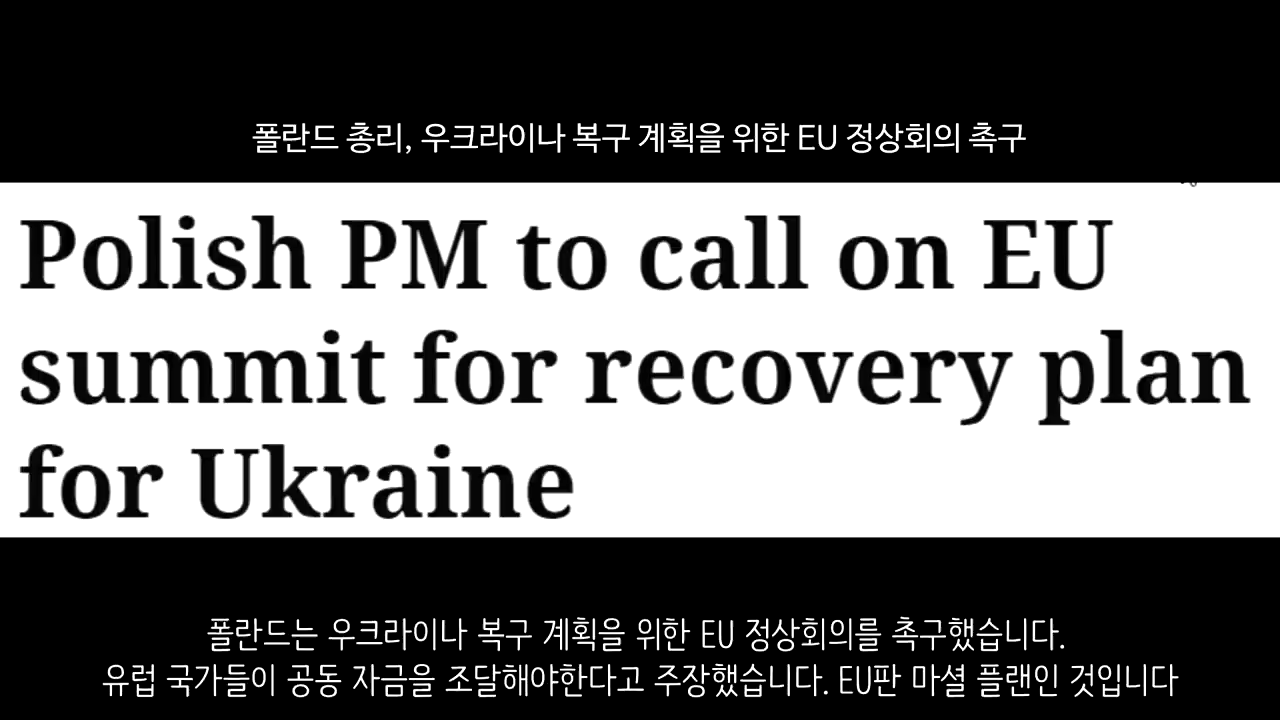 폴란드 총리, 우크라이나 복구 계획을 위한 EU 정상회의 촉구
Polish PM to call on EU
summit for recovery plan
for Ukraine
폴란드는 우크라이나 복구 계획을 위한 EU 정상회의를 촉구했습니다.
유럽 국가들이 공동 자금을 조달해야한다고 주장했습니다. EU판 마셜 플랜인 것입니다